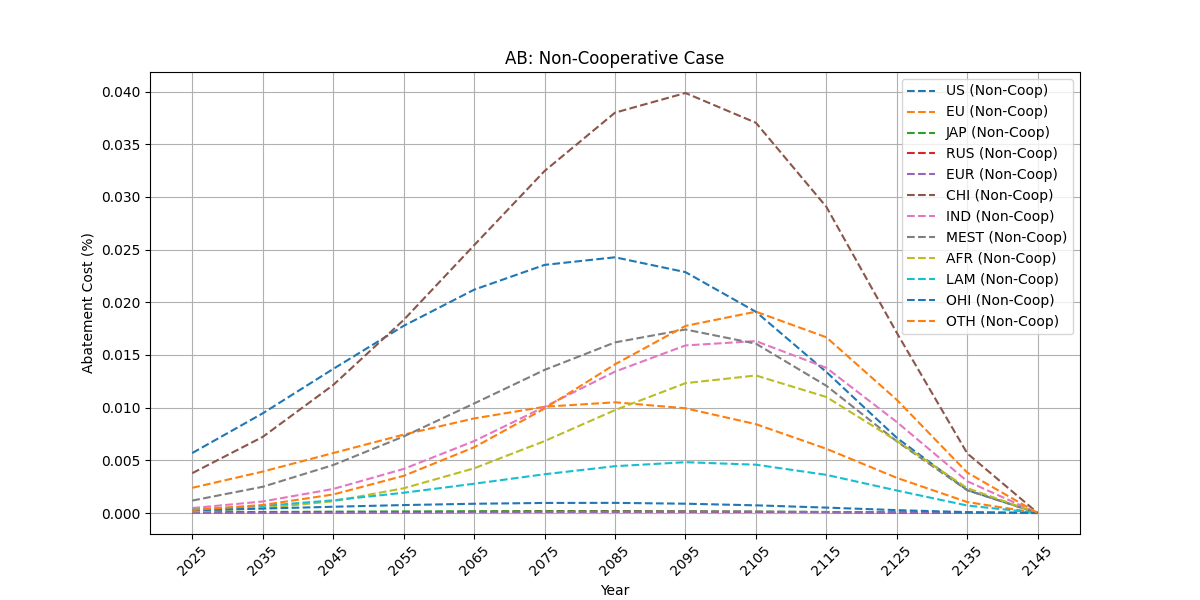 AB: Non-Cooperative Case
Abatement Cost (%)
0.040
0.035
0.030
0.025
0.020
0.015
0.010
0.005
0.000
US (Non-Coop)
EU (Non-Coop)
JAP (Non-Coop)
RUS (Non-Coop)
EUR (Non-Coop)
CHI (Non-Coop)
IND (Non-Coop)
MEST (Non-Coop)
AFR (Non-Coop)
LAM (Non-Coop)
OHI (Non-Coop)
OTH (Non-Coop)
2025 2035 2045 2055 2065 2075 2085 2095 2105 2115 2125 2135 2145
Year